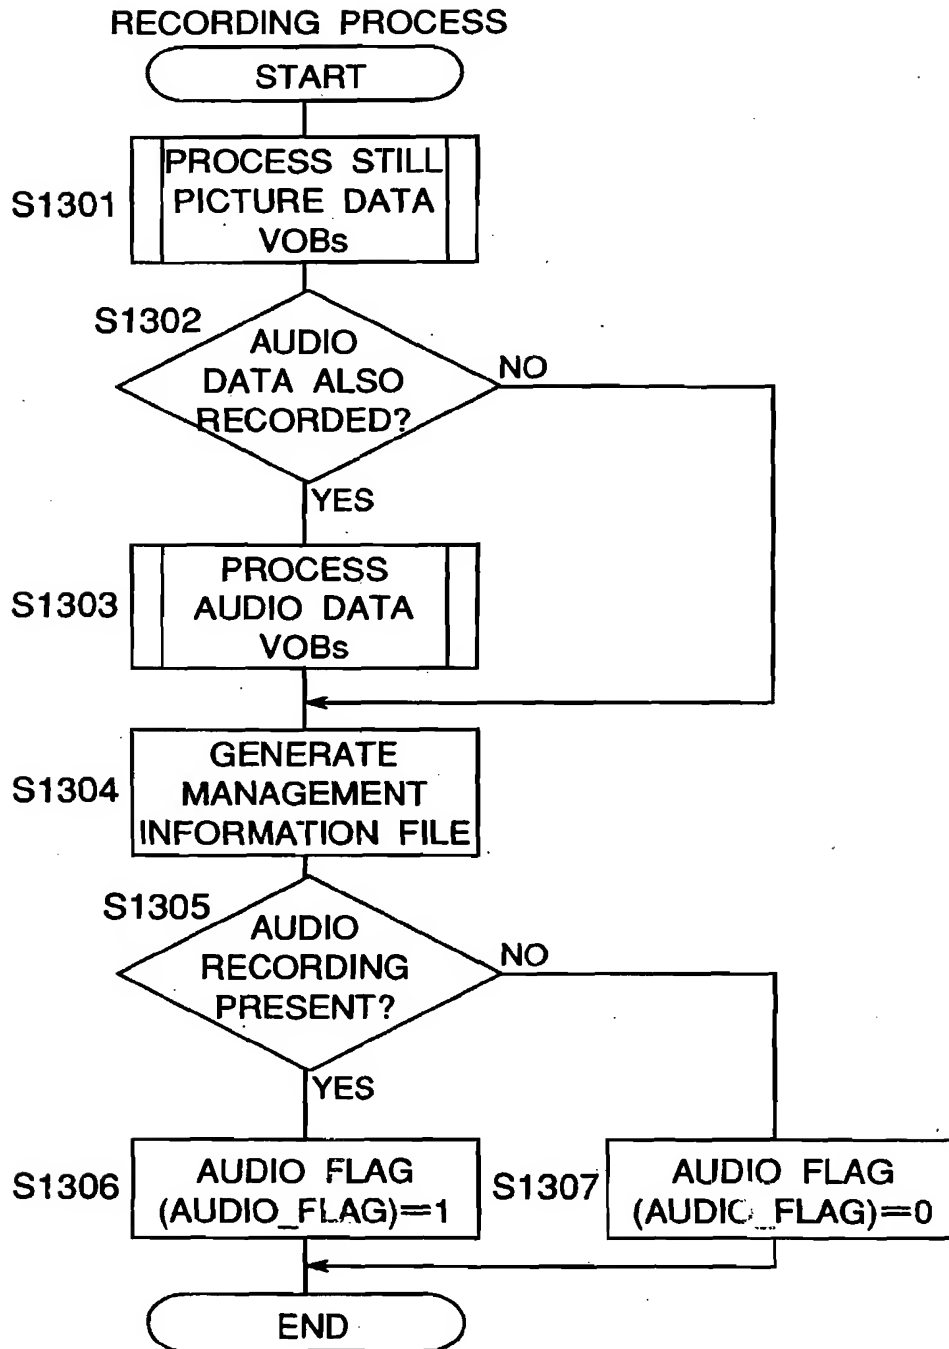 RECORDING PROCESS
START
S1301
PROCESS STILL
PICTURE DATA
VOBs
S1302
AUDIO
DATA ALSO
RECORDED?
NO
YES
S1303
PROCESS
AUDIO DATA
VOBs
S1304
GENERATE
MANAGEMENT
INFORMATION FILE
S1305
AUDIO
RECORDING
PRESENT?
NO
YES
S1306
AUDIO FLAG
(AUDIO_FLAG)=1
S1307
AUDIO FLAG
(AUDIO_FLAG)=0
END